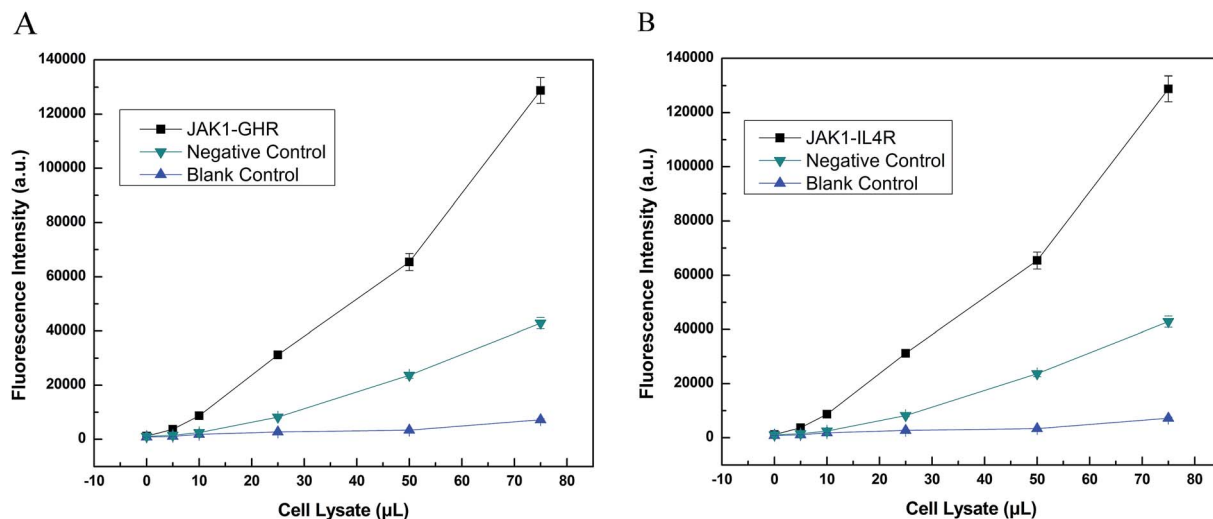 A
140000
120000
100000
80000
60000
40000
20000
0
-10 0 10 20 30 40 50 60 70 80
Fluorescence Intensity (a.u.)
Cell Lysate (µL)
JAK1-GHR
Negative Control
Blank Control
B
140000
120000
100000
80000
60000
40000
20000
0
-10 0 10 20 30 40 50 60 70 80
Fluorescence Intensity (a.u.)
Cell Lysate (µL)
JAK1-IL4R
Negative Control
Blank Control